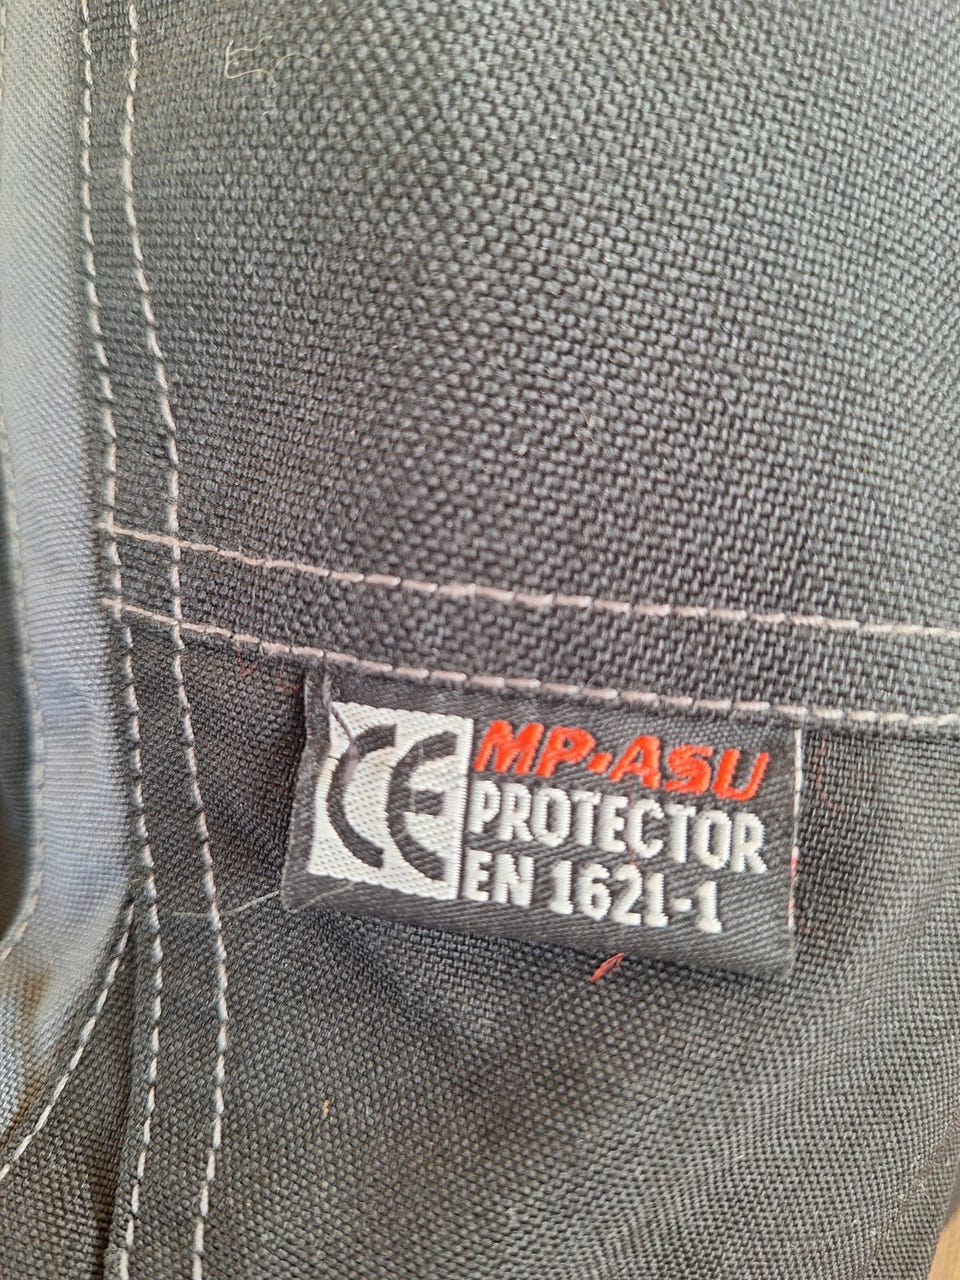 CE MP-ASU
PROTECTOR
EN 1621-1